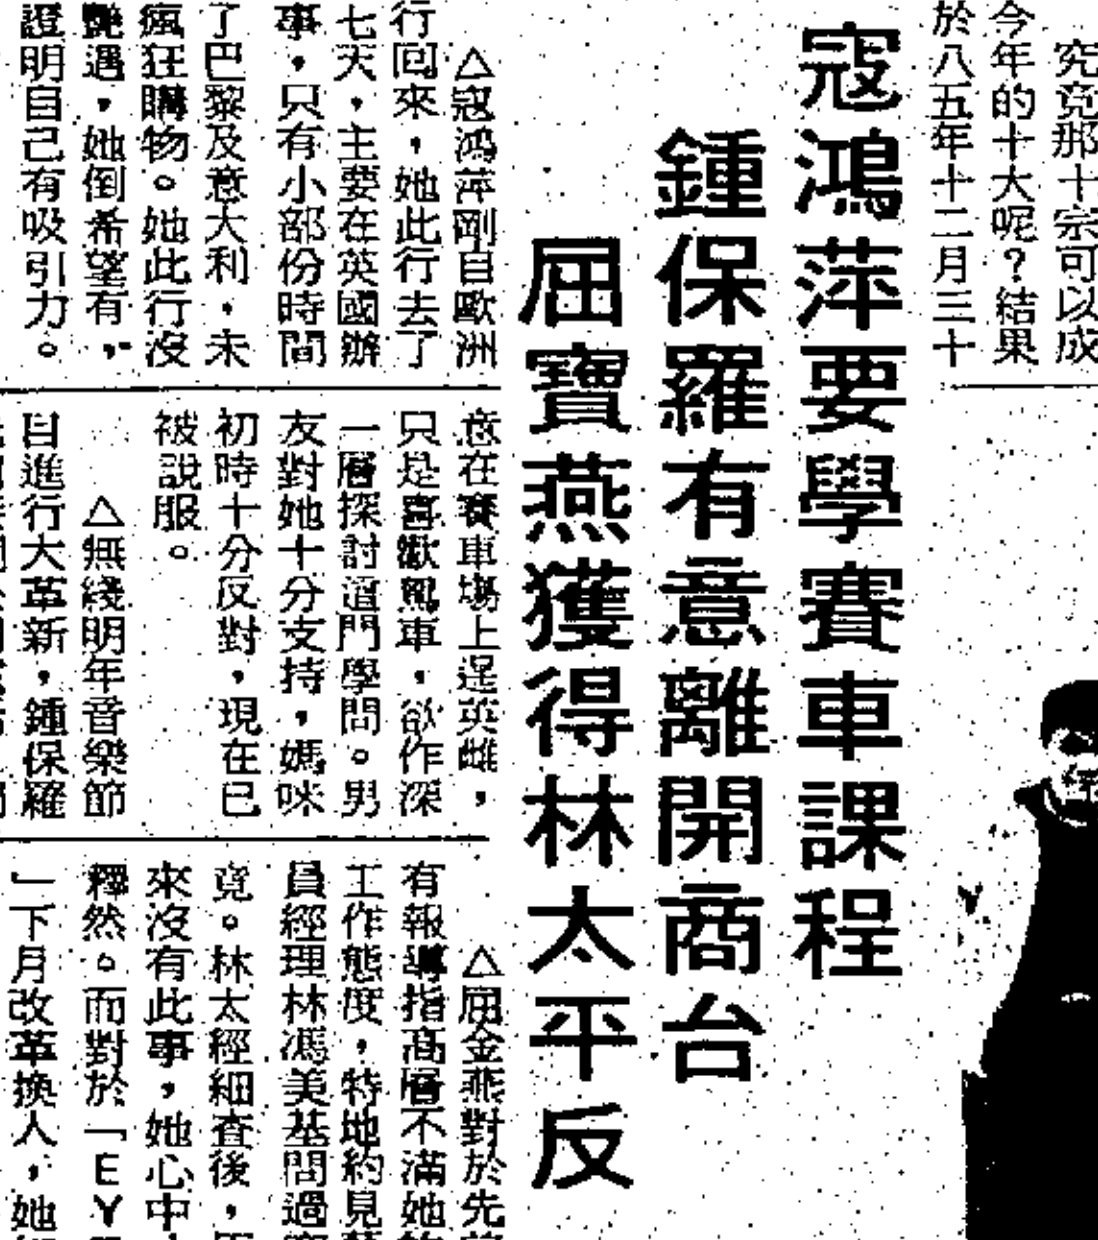 究竟那十宗可以成
今年的十大呢？結果
於八五年十二月三十
寇鴻萍要學賽車課程
鍾保羅有意離開商台
屈寶燕獲得林太平反
△寇鴻萍剛自歐洲
行回來，她此行去了
七天，主要在英國辦
事，只有小部份時間
了巴黎及意大利，未
瘋狂購物。她此行沒
艷遇，她倒希望有，
證明自己有吸引力。
意在賽車場上逞英雌，
只是喜歡駕車，欲作深
一層探討這門學問。男
友對她十分支持，媽咪
初時十分反對，現在已
被說服。
△無綫明年音樂節
目進行大革新，鍾保羅
△屈金燕對於先
有報導指高層不滿她
工作態度，特地約見
員經理林馮美基問過
竟。林太經細查後，
來沒有此事，她心中
釋然。而對於「ＥＹ
」下月改革換人，她